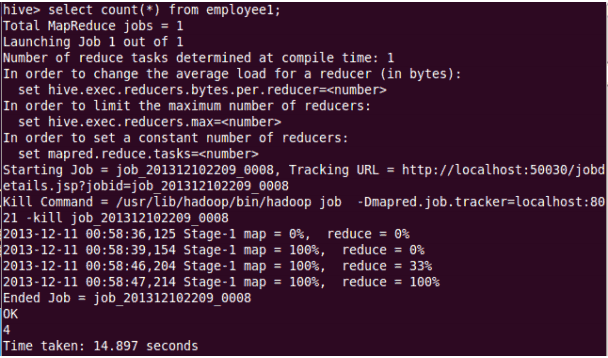 hive> select count(*) from employee1;
Total MapReduce jobs = 1
Launching Job 1 out of 1
Number of reduce tasks determined at compile time: 1
In order to change the average load for a reducer (in bytes):
  set hive.exec.reducers.bytes.per.reducer=<number>
In order to limit the maximum number of reducers:
  set hive.exec.reducers.max=<number>
In order to set a constant number of reducers:
  set mapred.reduce.tasks=<number>
Starting Job = job_201312102209_0008, Tracking URL = http://localhost:50030/jobd
etails.jsp?jobid=job_201312102209_0008
Kill Command = /usr/lib/hadoop/bin/hadoop job  -Dmapred.job.tracker=localhost:80
21 -kill job_201312102209_0008
2013-12-11 00:58:36,125 Stage-1 map = 0%,  reduce = 0%
2013-12-11 00:58:39,154 Stage-1 map = 100%,  reduce = 0%
2013-12-11 00:58:46,204 Stage-1 map = 100%,  reduce = 33%
2013-12-11 00:58:47,214 Stage-1 map = 100%,  reduce = 100%
Ended Job = job_201312102209_0008
OK
4
Time taken: 14.897 seconds